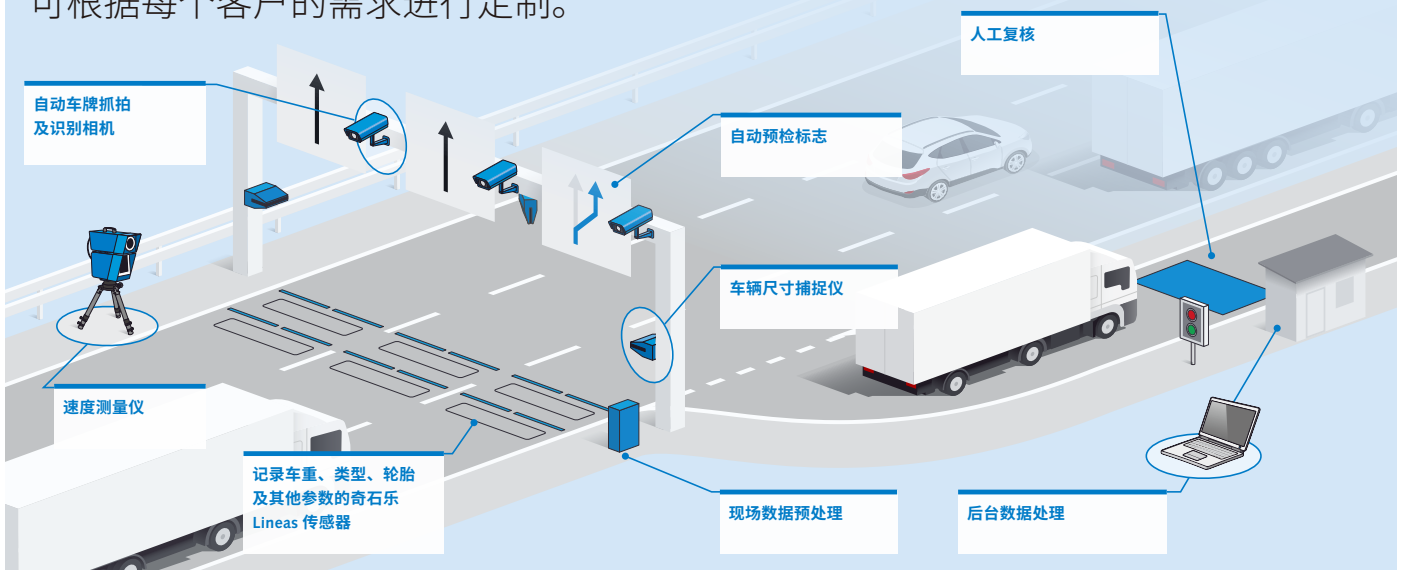 可根据每个客户的需求进行定制。
人工复核
自动车牌抓拍
及识别相机
自动预检标志
车辆尺寸捕捉仪
速度测量仪
记录车重、类型、轮胎
及其他参数的奇石乐
Lineas 传感器
现场数据预处理
后台数据处理